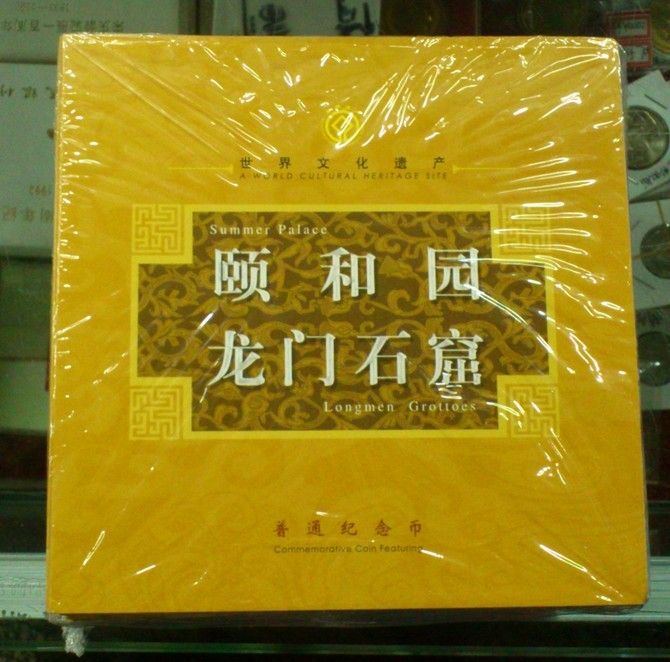 世界文化遗产
A WORLD CULTURAL HERITAGE SITE
Summer Palace
颐和园
龙门石窟
Longmen Grottoes
普通纪念币
Commemorative Coin Featuring